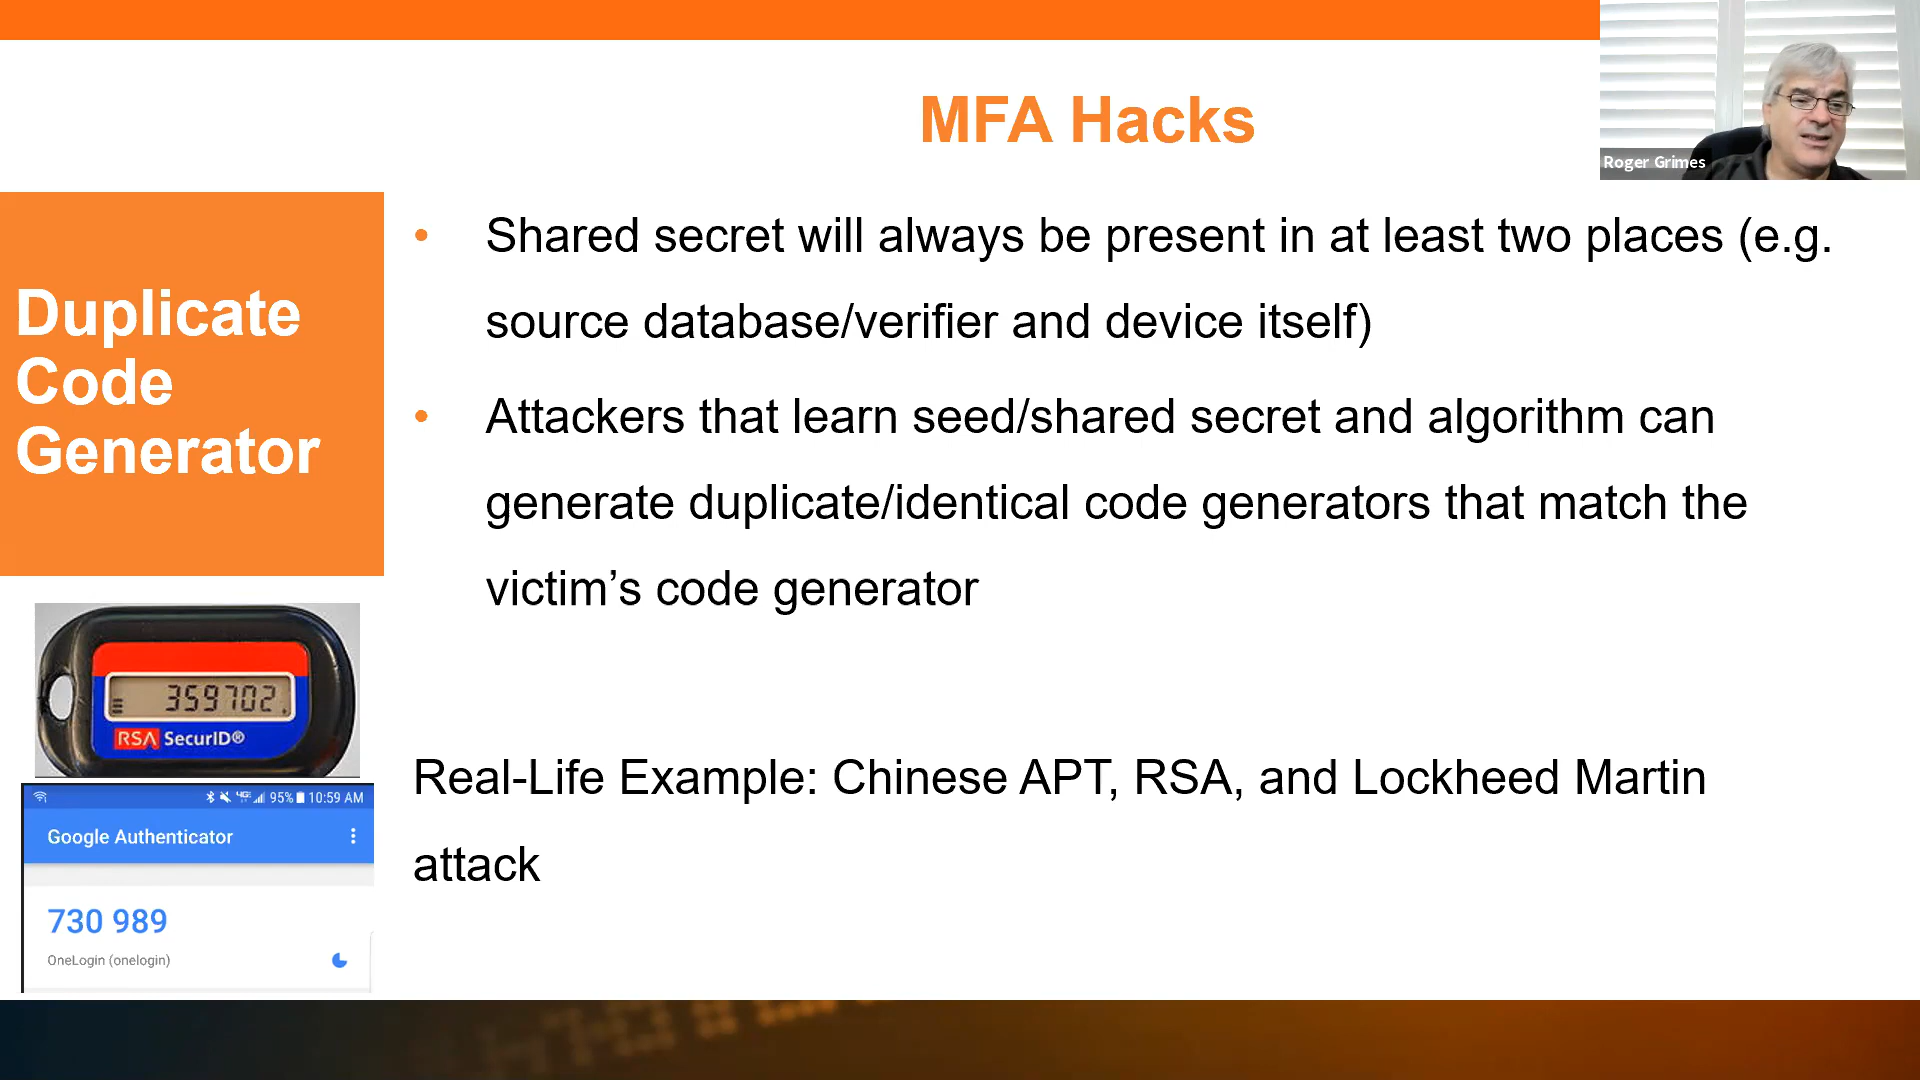 MFA Hacks
Roger Grimes
Duplicate
Code
Generator
• Shared secret will always be present in at least two places (e.g.
source database/verifier and device itself)
• Attackers that learn seed/shared secret and algorithm can
generate duplicate/identical code generators that match the
victim’s code generator
Real-Life Example: Chinese APT, RSA, and Lockheed Martin
attack
359702
RSA SecurID®
4G 95% 10:59 AM
Google Authenticator
730 989
OneLogin (onelogin)